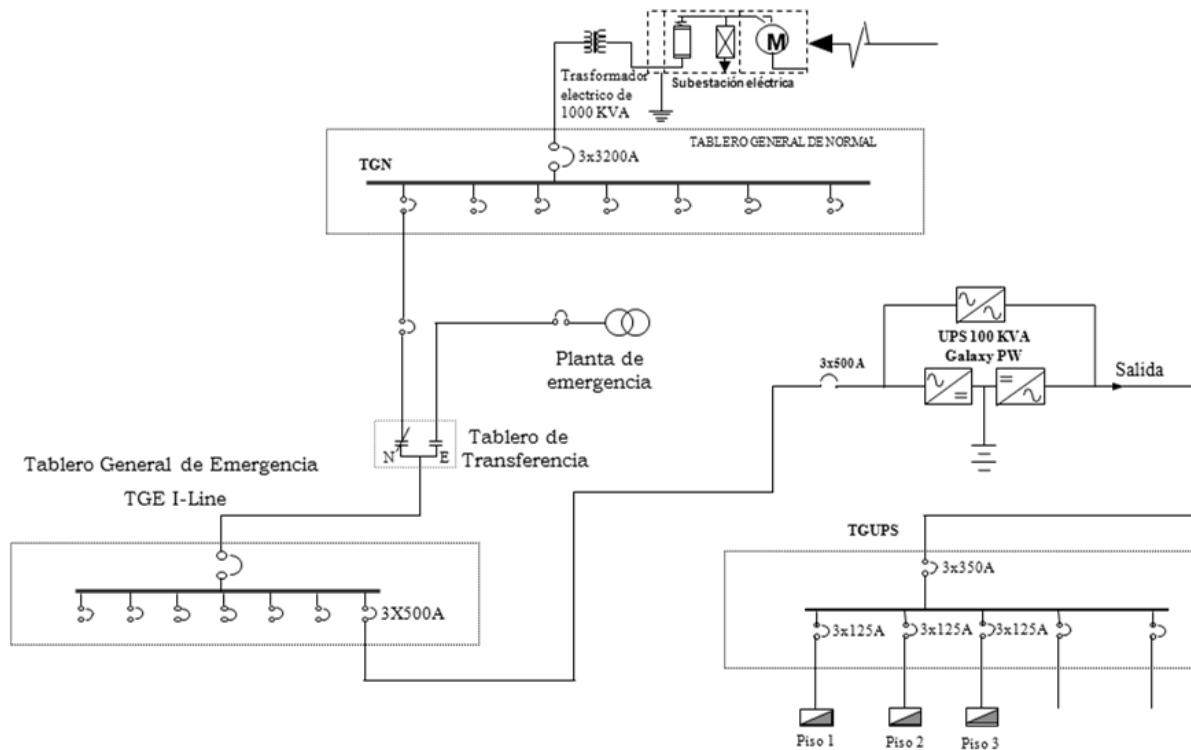 M
Trasformador
electrico de
1000 KVA
Subestación eléctrica
TABLERO GENERAL DE NORMAL
TGN
3x3200A
Planta de
emergencia
UPS 100 KVA
Galaxy PW
3x500A
Salida
N
E
Tablero de
Transferencia
Tablero General de Emergencia
TGE I-Line
3X500A
TGUPS
3x350A
3x125A
3x125A
3x125A
Piso 1
Piso 2
Piso 3